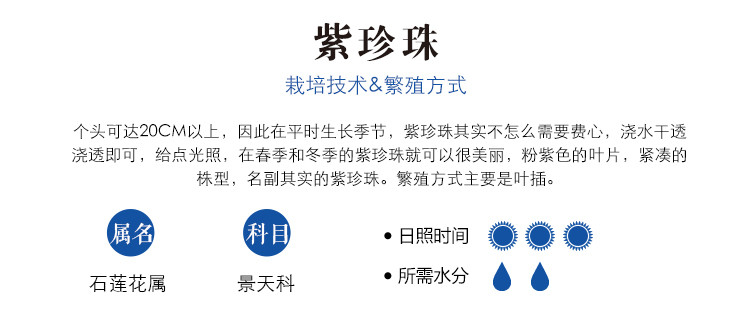 紫珍珠
栽培技术&繁殖方式
个头可达20CM以上，因此在平时生长季节，紫珍珠其实不怎么需要费心，浇水干透
浇透即可，给点光照，在春季和冬季的紫珍珠就可以很美丽，粉紫色的叶片，紧凑的
株型，名副其实的紫珍珠。繁殖方式主要是叶插。
属名
科目
石莲花属
景天科
• 日照时间
• 所需水分